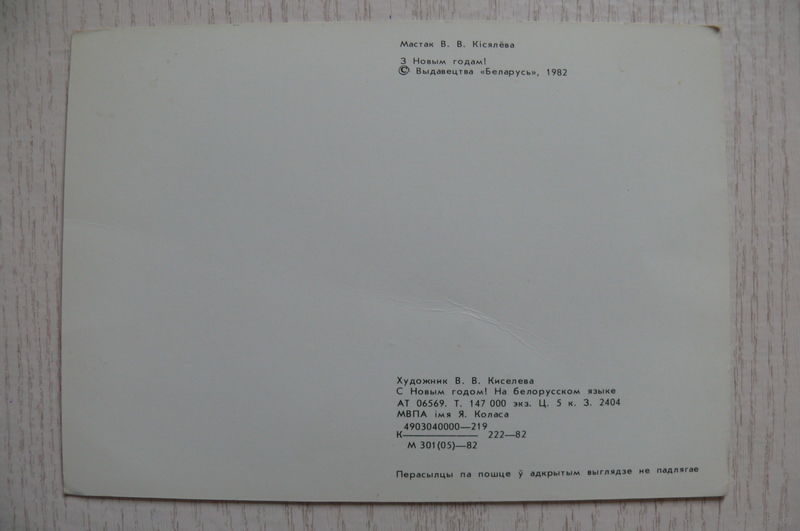 Мастак В. В. Кісялёва
З Новым годам!
© Выдавецтва «Беларусь», 1982
Художник В. В. Киселева
С Новым годом! На белорусском языке
АТ 06569. Т. 147 000 экз. Ц. 5 к. З. 2404
МВПА імя Я. Коласа
4903040000—219
К———————— 222—82
М 301(05)—82
Перасылцы па пошце ў адкрытым выглядзе не падлягае